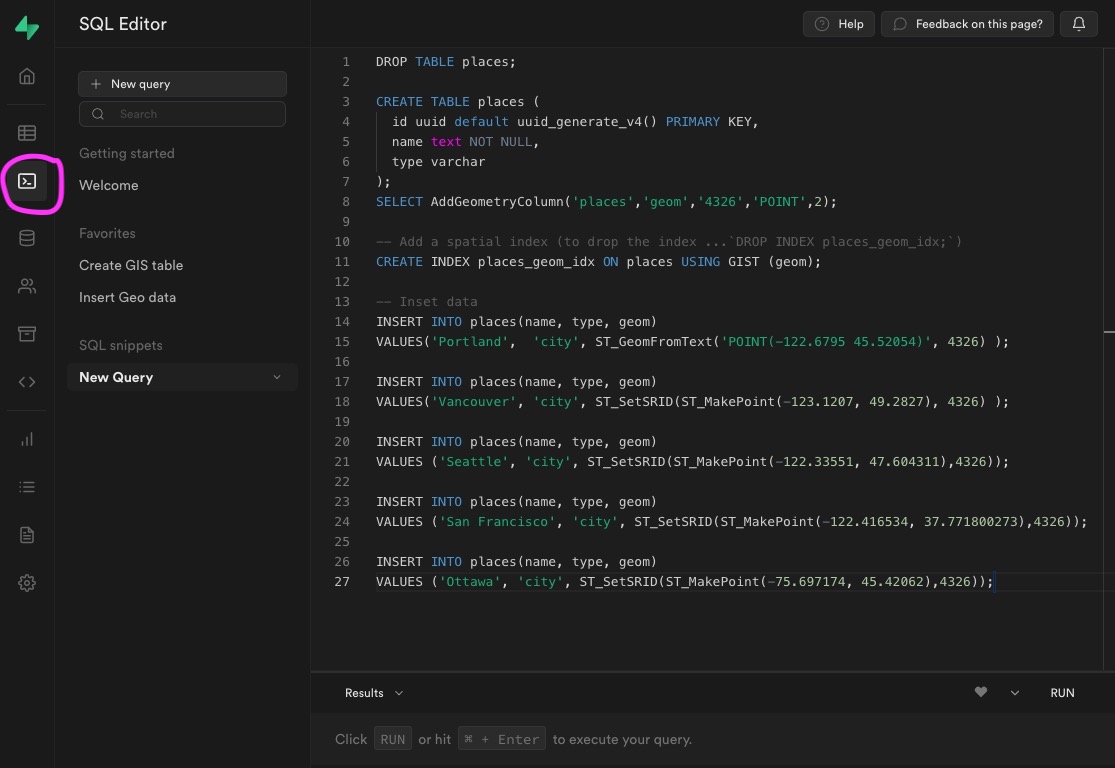 SQL Editor
Help
Feedback on this page?
New query
Search
Getting started
Welcome
Favorites
Create GIS table
Insert Geo data
SQL snippets
New Query
1 DROP TABLE places;
2
3 CREATE TABLE places (
4 id uuid default uuid_generate_v4() PRIMARY KEY,
5 name text NOT NULL,
6 type varchar
7 );
8 SELECT AddGeometryColumn('places','geom','4326','POINT',2);
9
10 -- Add a spatial index (to drop the index ...`DROP INDEX places_geom_idx;`)
11 CREATE INDEX places_geom_idx ON places USING GIST (geom);
12
13 -- Inset data
14 INSERT INTO places(name, type, geom)
15 VALUES('Portland',  'city', ST_GeomFromText('POINT(-122.6795 45.52054)', 4326) );
16
17 INSERT INTO places(name, type, geom)
18 VALUES('Vancouver', 'city', ST_SetSRID(ST_MakePoint(-123.1207, 49.2827), 4326) );
19
20 INSERT INTO places(name, type, geom)
21 VALUES ('Seattle', 'city', ST_SetSRID(ST_MakePoint(-122.33551, 47.604311),4326));
22
23 INSERT INTO places(name, type, geom)
24 VALUES ('San Francisco', 'city', ST_SetSRID(ST_MakePoint(-122.416534, 37.771800273),4326));
25
26 INSERT INTO places(name, type, geom)
27 VALUES ('Ottawa', 'city', ST_SetSRID(ST_MakePoint(-75.697174, 45.42062),4326));
Results
RUN
Click RUN or hit ⌘ + Enter to execute your query.